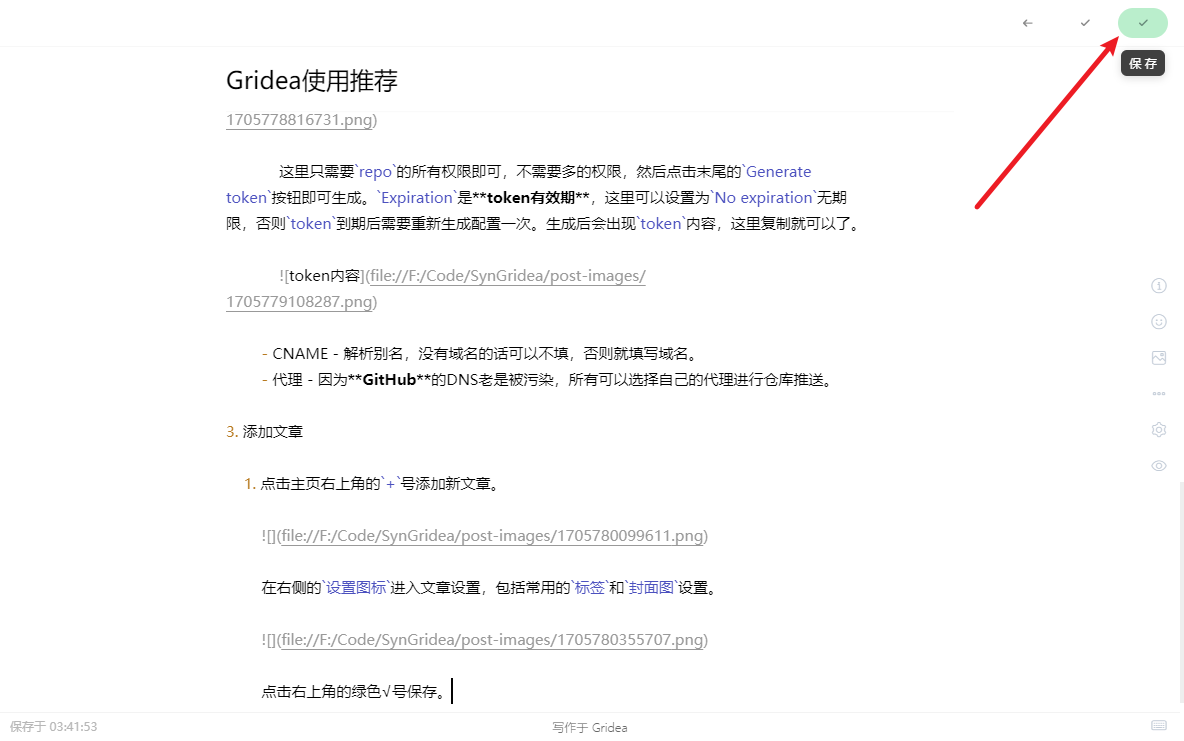 保存
Gridea使用推荐
1705778816731.png)
这里只需要`repo`的所有权限即可，不需要多的权限，然后点击末尾的`Generate
token`按钮即可生成。`Expiration`是**token有效期**，这里可以设置为`No expiration`无期
限，否则`token`到期后需要重新生成配置一次。生成后会出现`token`内容，这里复制就可以了。
![token内容](file://F:/Code/SynGridea/post-images/
1705779108287.png)
- CNAME - 解析别名，没有域名的话可以不填，否则就填写域名。
- 代理 - 因为**GitHub**的DNS老是被污染，所有可以选择自己的代理进行仓库推送。
3. 添加文章
1. 点击主页右上角的`+`号添加新文章。
![](file://F:/Code/SynGridea/post-images/1705780099611.png)
在右侧的`设置图标`进入文章设置，包括常用的`标签`和`封面图`设置。
![](file://F:/Code/SynGridea/post-images/1705780355707.png)
点击右上角的绿色√号保存。
保存于 03:41:53
写作于 Gridea